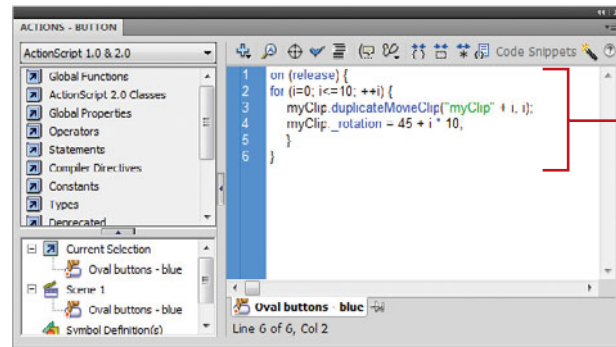 ACTIONS - BUTTON
ActionScript 1.0 & 2.0
Code Snippets
Global Functions
ActionScript 2.0 Classes
Global Properties
Operators
Statements
Compiler Directives
Constants
Types
Deprecated
Current Selection
Oval buttons - blue
Scene 1
Oval buttons - blue
Symbol Definition(s)
1 on (release) {
2 for (i=0; i<=10; ++i) {
3 myClip.duplicateMovieClip("myClip" + i, i);
4 myClip._rotation = 45 + i * 10;
5 }
6 }
Oval buttons - blue
Line 6 of 6, Col 2